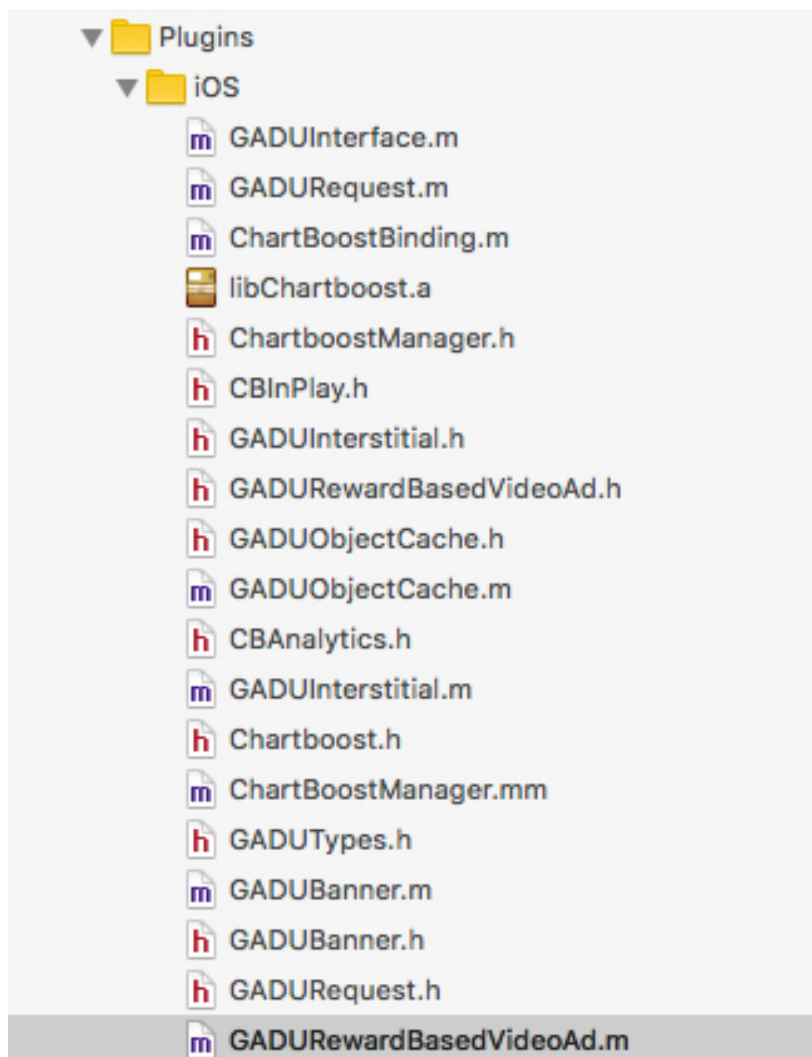 Plugins
iOS
m GADUInterface.m
m GADURequest.m
m ChartBoostBinding.m
libChartboost.a
h ChartboostManager.h
h CBInPlay.h
h GADUInterstitial.h
h GADURewardBasedVideoAd.h
h GADUObjectCache.h
m GADUObjectCache.m
h CBAnalytics.h
m GADUInterstitial.m
h Chartboost.h
m ChartBoostManager.mm
h GADUTypes.h
m GADUBanner.m
h GADUBanner.h
h GADURequest.h
m GADURewardBasedVideoAd.m